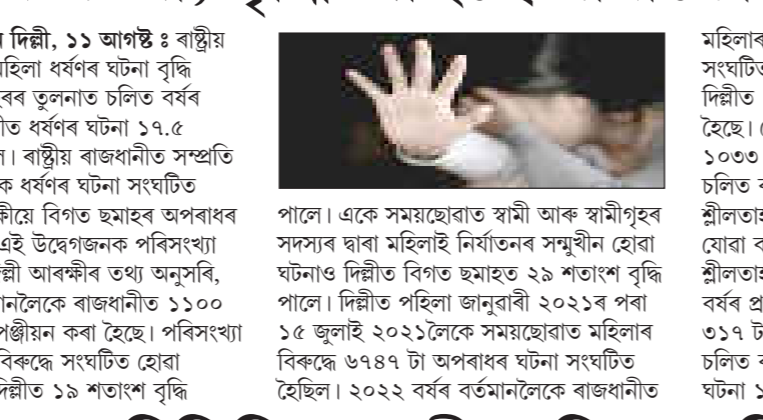 দিল্লী, ১১ আগষ্ট ঃ ৰাষ্ট্ৰীয়
মহিলা ধৰ্ষণৰ ঘটনা বৃদ্ধি
তুলনাত চলিত বৰ্ষৰ
ধৰ্ষণৰ ঘটনা ১৭.৫
। ৰাষ্ট্ৰীয় ৰাজধানীত সম্প্ৰতি
ধৰ্ষণৰ ঘটনা সংঘটিত
বিগত ছমাহৰ অপৰাধৰ
এই উদ্বেগজনক পৰিসংখ্যা
আৰক্ষীৰ তথ্য অনুসৰি,
ৰাজধানীত ১১০০
পঞ্জীয়ন কৰা হৈছে। পৰিসংখ্যা
বিৰুদ্ধে সংঘটিত হোৱা
দিল্লীত ১৯ শতাংশ বৃদ্ধি
পালে। একে সময়ছোৱাত স্বামী আৰু স্বামীগৃহৰ
সদস্যৰ দ্বাৰা মহিলাই নিৰ্যাতনৰ সন্মুখীন হোৱা
ঘটনাও দিল্লীত বিগত ছমাহত ২৯ শতাংশ বৃদ্ধি
পালে। দিল্লীত পহিলা জানুৱাৰী ২০২১ৰ পৰা
১৫ জুলাই ২০২১লৈকে সময়ছোৱাত মহিলাৰ
বিৰুদ্ধে ৬৭৪৭ টা অপৰাধৰ ঘটনা সংঘটিত
হৈছিল। ২০২২ বৰ্ষৰ বৰ্তমানলৈকে ৰাজধানীত
মহিলাৰ
সংঘটিত
দিল্লীত
হৈছে।
১০৩৩
চলিত
শ্লীলতাহ
যোৱা
শ্লীলতাহ
বৰ্ষৰ
৩১৭
চলিত
ঘটনা